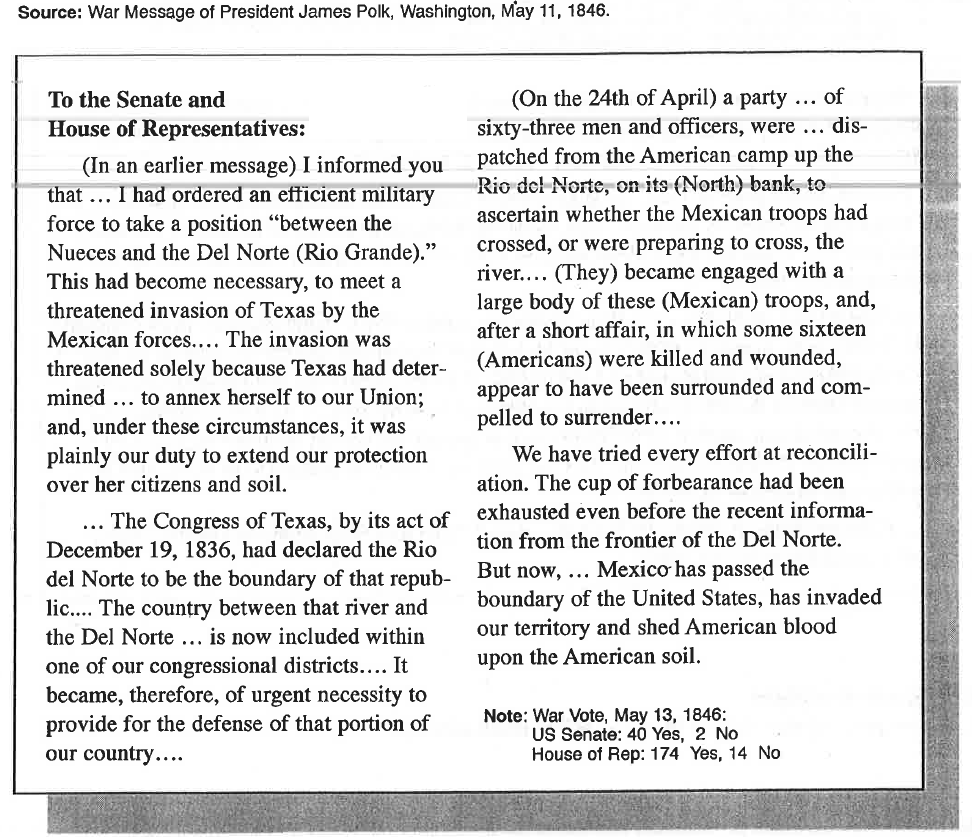 Source: War Message of President James Polk, Washington, May 11, 1846.
To the Senate and
House of Representatives:
(In an earlier message) I informed you
that ... I had ordered an efficient military
force to take a position “between the
Nueces and the Del Norte (Rio Grande).”
This had become necessary, to meet a
threatened invasion of Texas by the
Mexican forces.... The invasion was
threatened solely because Texas had deter-
mined ... to annex herself to our Union;
and, under these circumstances, it was
plainly our duty to extend our protection
over her citizens and soil.
... The Congress of Texas, by its act of
December 19, 1836, had declared the Rio
del Norte to be the boundary of that repub-
lic.... The country between that river and
the Del Norte ... is now included within
one of our congressional districts.... It
became, therefore, of urgent necessity to
provide for the defense of that portion of
our country....
(On the 24th of April) a party ... of
sixty-three men and officers, were ... dis-
patched from the American camp up the
Rio del Norte, on its (North) bank, to
ascertain whether the Mexican troops had
crossed, or were preparing to cross, the
river.... (They) became engaged with a
large body of these (Mexican) troops, and,
after a short affair, in which some sixteen
(Americans) were killed and wounded,
appear to have been surrounded and com-
pelled to surrender....
We have tried every effort at reconcili-
ation. The cup of forbearance had been
exhausted even before the recent informa-
tion from the frontier of the Del Norte.
But now, ... Mexico has passed the
boundary of the United States, has invaded
our territory and shed American blood
upon the American soil.
Note: War Vote, May 13, 1846:
US Senate: 40 Yes, 2 No
House of Rep: 174 Yes, 14 No